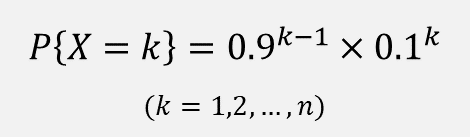 P{X = k} = 0.9^{k−1} × 0.1^k
(k = 1,2, … , n)